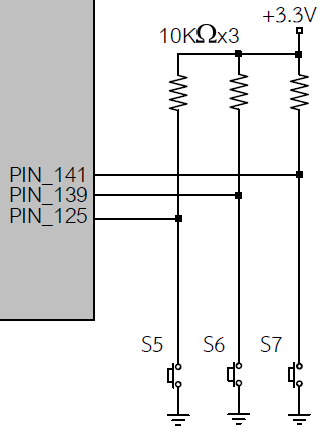 +3.3V
10KΩx3
PIN_141
PIN_139
PIN_125
S5 S6 S7